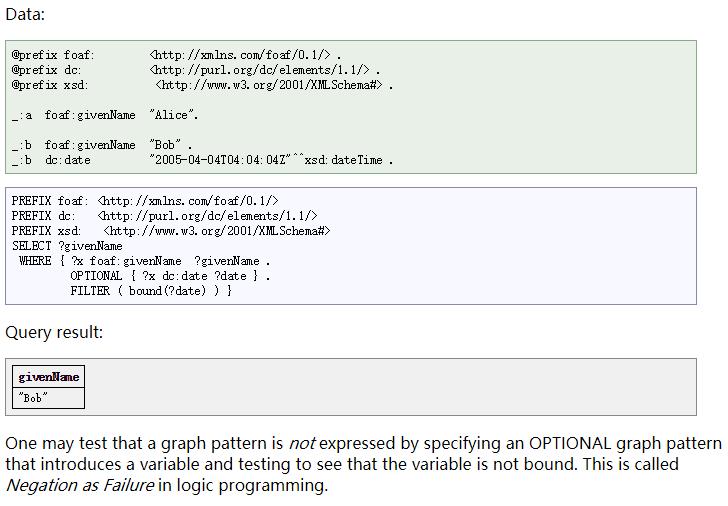 Data:
@prefix foaf: <http://xmlns.com/foaf/0.1/> .
@prefix dc: <http://purl.org/dc/elements/1.1/> .
@prefix xsd: <http://www.w3.org/2001/XMLSchema#> .
_:a foaf:givenName "Alice".
_:b foaf:givenName "Bob" .
_:b dc:date "2005-04-04T04:04:04Z"^^xsd:dateTime .
PREFIX foaf: <http://xmlns.com/foaf/0.1/>
PREFIX dc: <http://purl.org/dc/elements/1.1/>
PREFIX xsd: <http://www.w3.org/2001/XMLSchema#>
SELECT ?givenName
WHERE { ?x foaf:givenName ?givenName .
OPTIONAL { ?x dc:date ?date } .
FILTER ( bound(?date) ) }
Query result:
givenName
"Bob"
One may test that a graph pattern is not expressed by specifying an OPTIONAL graph pattern
that introduces a variable and testing to see that the variable is not bound. This is called
Negation as Failure in logic programming.